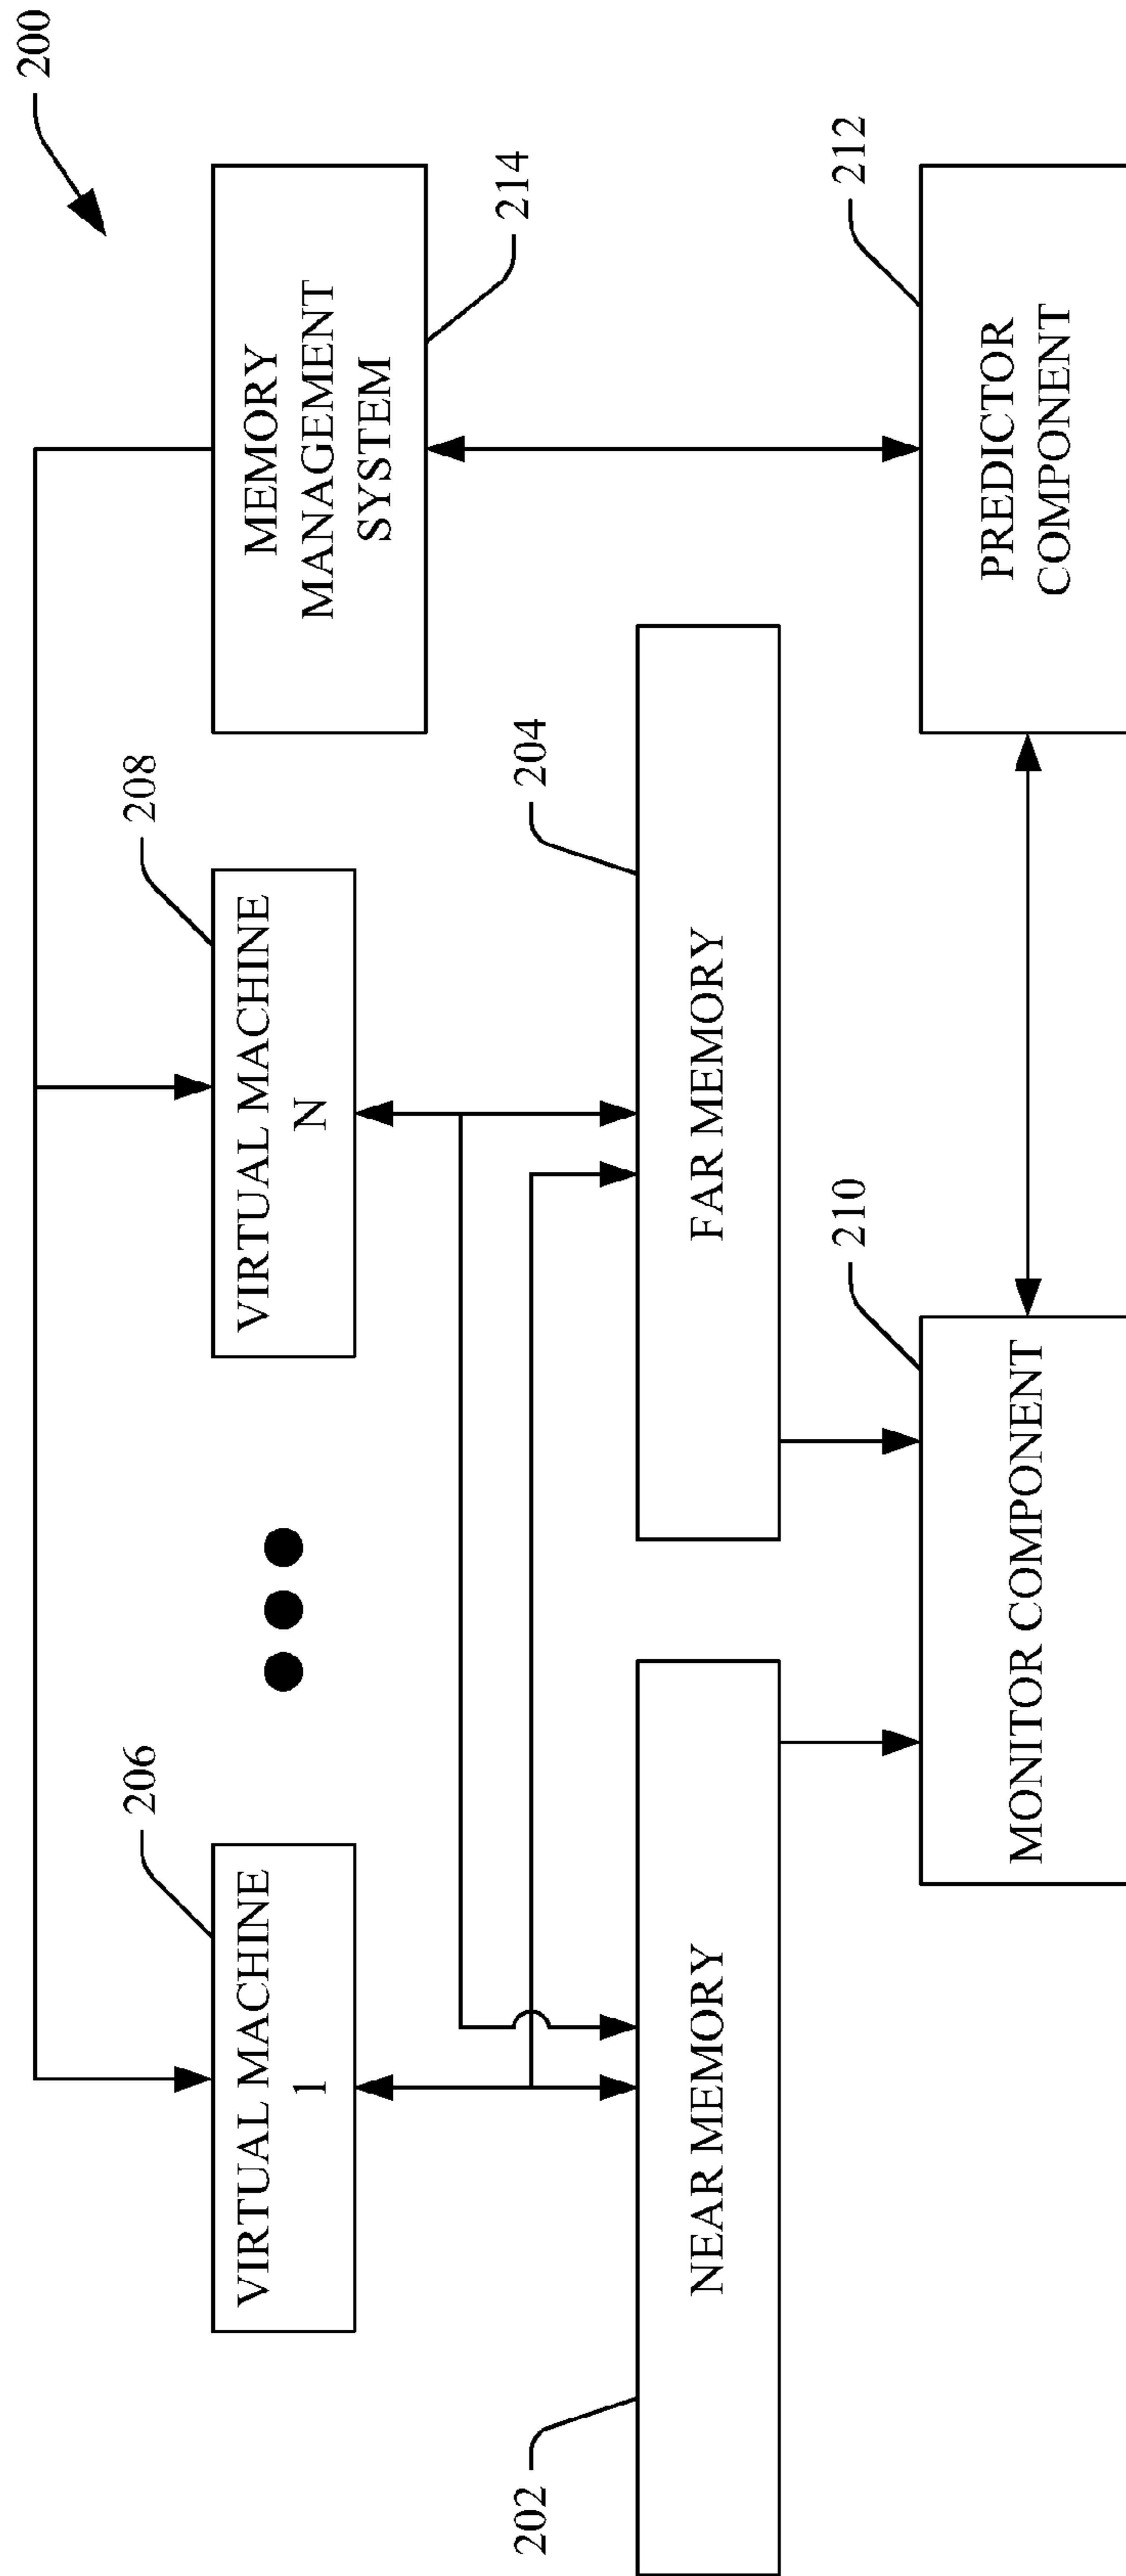 200
206
VIRTUAL MACHINE
1
208
VIRTUAL MACHINE
N
MEMORY
MANAGEMENT
SYSTEM
214
202
NEAR MEMORY
204
FAR MEMORY
210
MONITOR COMPONENT
212
PREDICTOR
COMPONENT